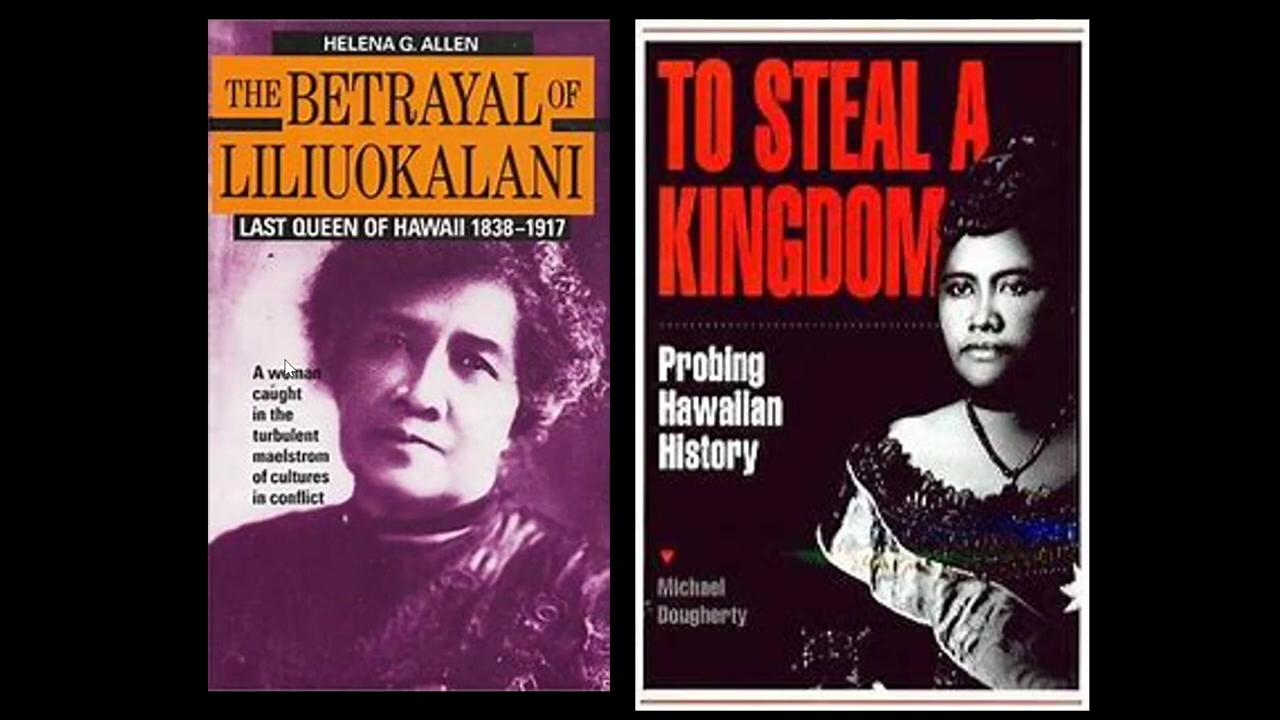 HELENA G. ALLEN
THE BETRAYAL OF
LILIUOKALANI
LAST QUEEN OF HAWAII 1838–1917
A woman
caught
in the
turbulent
maelstrom
of cultures
in conflict
TO STEAL A
KINGDOM
Probing
Hawaiian
History
Michael
Dougherty